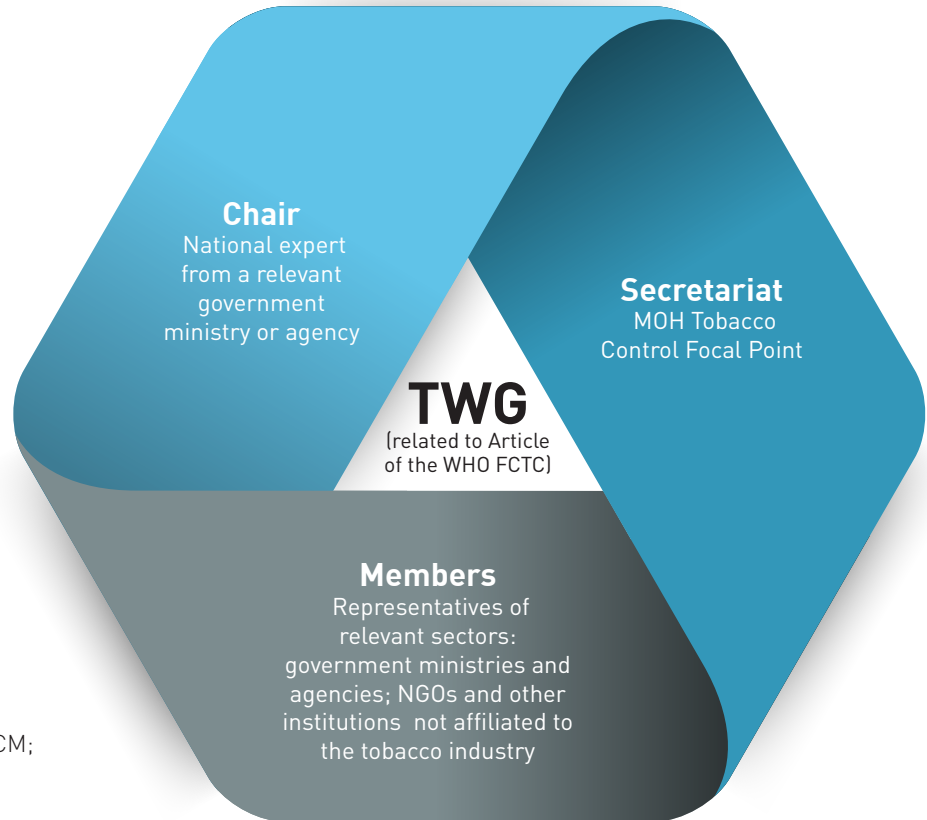 Chair
National expert
from a relevant
government
ministry or agency
Secretariat
MOH Tobacco
Control Focal Point
TWG
(related to Article
of the WHO FCTC)
Members
Representatives of
relevant sectors:
government ministries and
agencies; NGOs and other
institutions not affiliated to
the tobacco industry
CM;